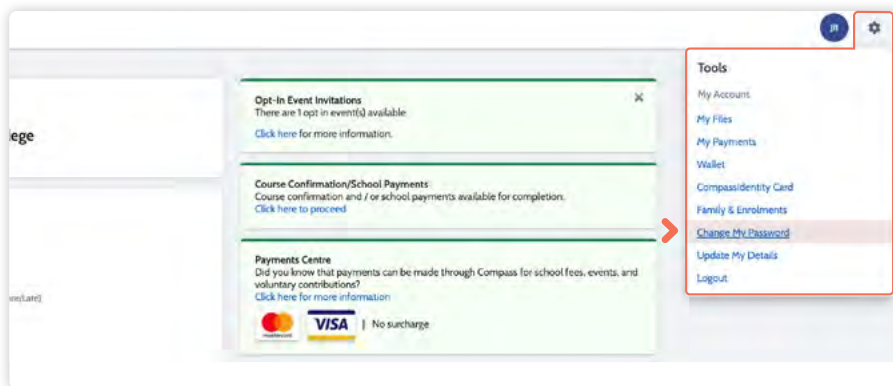 JR
Tools
My Account
My Files
My Payments
Wallet
CompassIdentity Card
Family & Enrolments
Change My Password
Update My Details
Logout
lege
Opt-In Event Invitations
There are 1 opt in event(s) available
Click here for more information.
Course Confirmation/School Payments
Course confirmation and / or school payments available for completion.
Click here to proceed
Payments Centre
Did you know that payments can be made through Compass for school fees, events, and
voluntary contributions?
Click here for more information
mastercard VISA | No surcharge